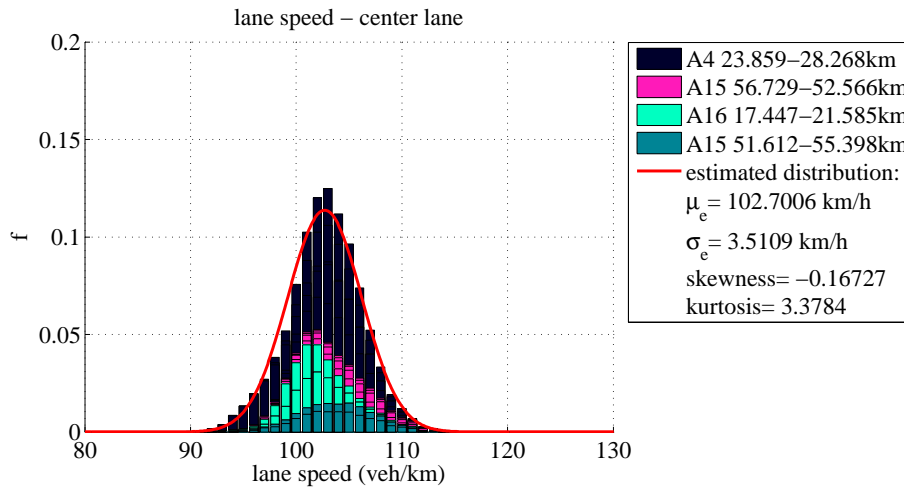 lane speed − center lane
0.2
0.15
0.1
0.05
0
f
80
90
100
110
120
130
lane speed (veh/km)
A4 23.859−28.268km
A15 56.729−52.566km
A16 17.447−21.585km
A15 51.612−55.398km
estimated distribution:
μe= 102.7006 km/h
σe= 3.5109 km/h
skewness= −0.16727
kurtosis= 3.3784